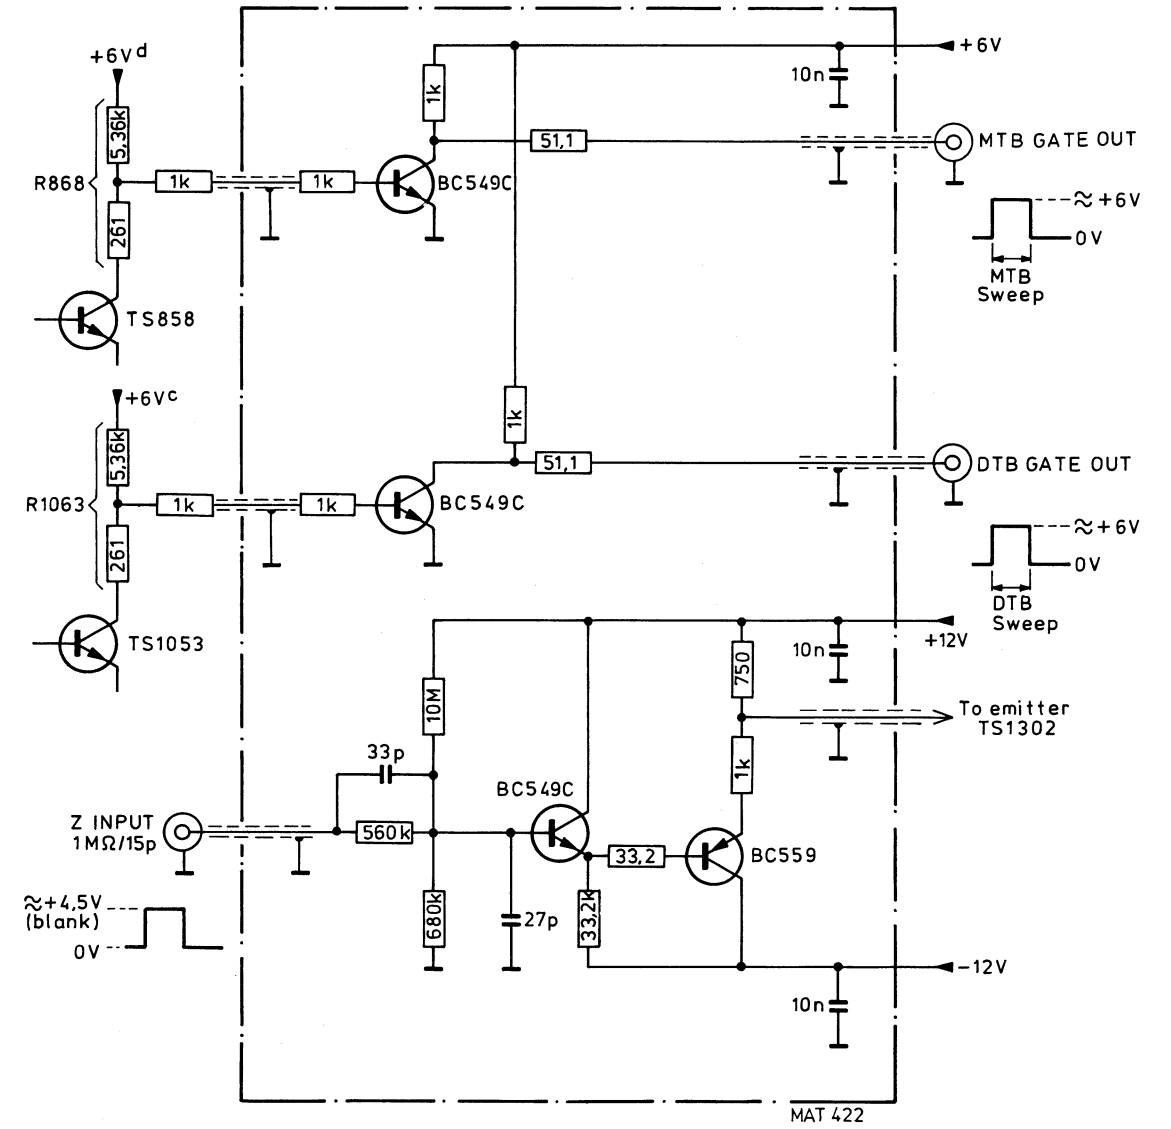 +6Vd
5,36k
R868
261
1k
1k
TS858
1k
BC549C
51,1
10n
+6V
MTB GATE OUT
≈+6V
0V
MTB
Sweep
+6Vc
5,36k
R1063
261
1k
1k
TS1053
1k
BC549C
51,1
DTB GATE OUT
≈+6V
0V
DTB
Sweep
+12V
10n
750
10M
To emitter
TS1302
1k
33p
BC549C
Z INPUT
1MΩ/15p
560k
33,2
BC559
≈+4,5V
(blank)
0V
680k
27p
33,2k
-12V
10n
MAT 422